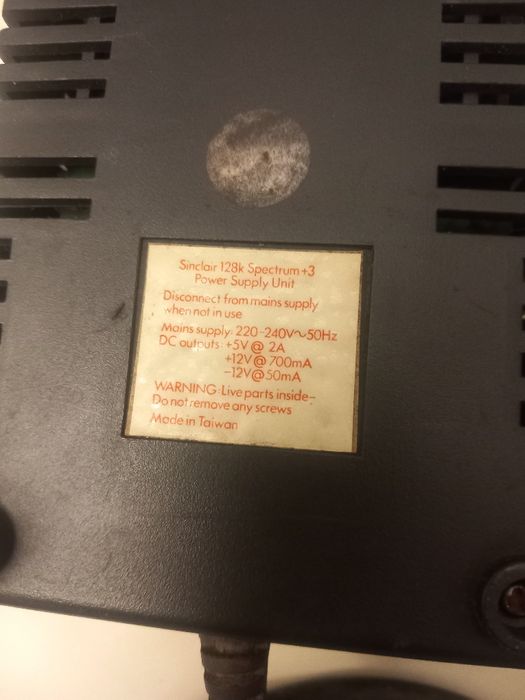 Sinclair 128k Spectrum +3
Power Supply Unit
Disconnect from mains supply
when not in use
Mains supply: 220-240V~50Hz
DC outputs: +5V@ 2A
+12V@ 700mA
-12V@50mA
WARNING: Live parts inside-
Do not remove any screws
Made in Taiwan